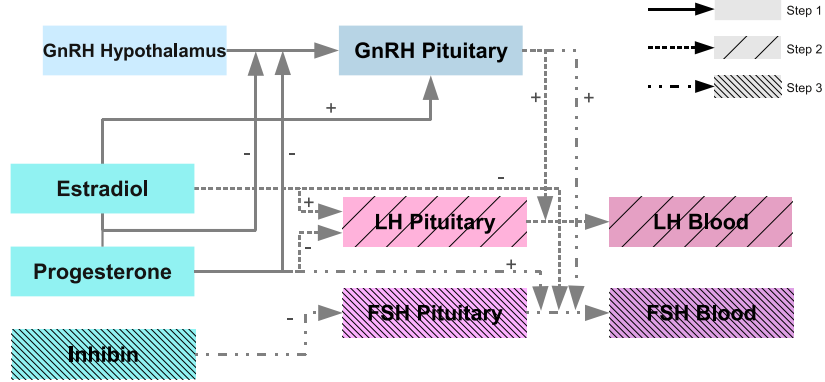 Step 1
GnRH Hypothalamus
GnRH Pituitary
Step 2
Step 3
+
+
+
-
-
Estradiol
-
+
LH Pituitary
LH Blood
-
Progesterone
+
FSH Pituitary
FSH Blood
-
Inhibin